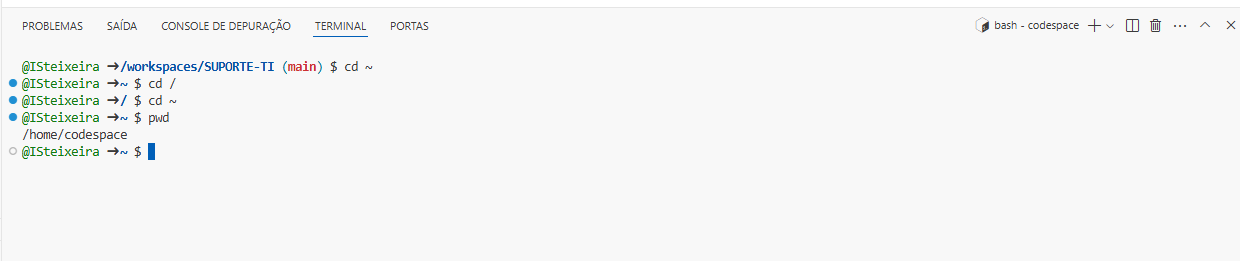 PROBLEMAS SAÍDA CONSOLE DE DEPURAÇÃO TERMINAL PORTAS bash - codespace
@ISteixeira ➜/workspaces/SUPORTE-TI (main) $ cd ~
@ISteixeira ➜~ $ cd /
@ISteixeira ➜/ $ cd ~
@ISteixeira ➜~ $ pwd
/home/codespace
@ISteixeira ➜~ $